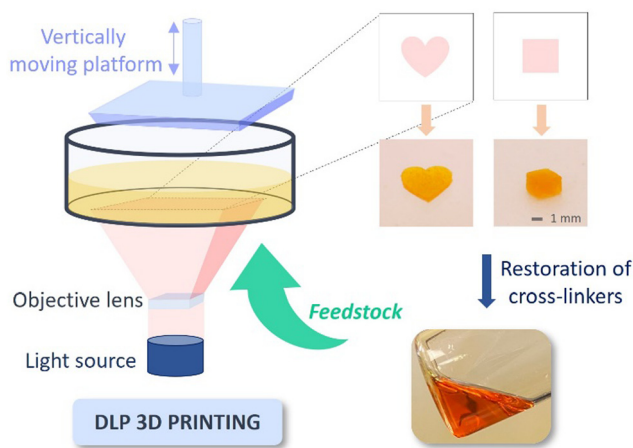 Vertically
moving platform
1 mm
Restoration of
cross-linkers
Objective lens
Feedstock
Light source
DLP 3D PRINTING